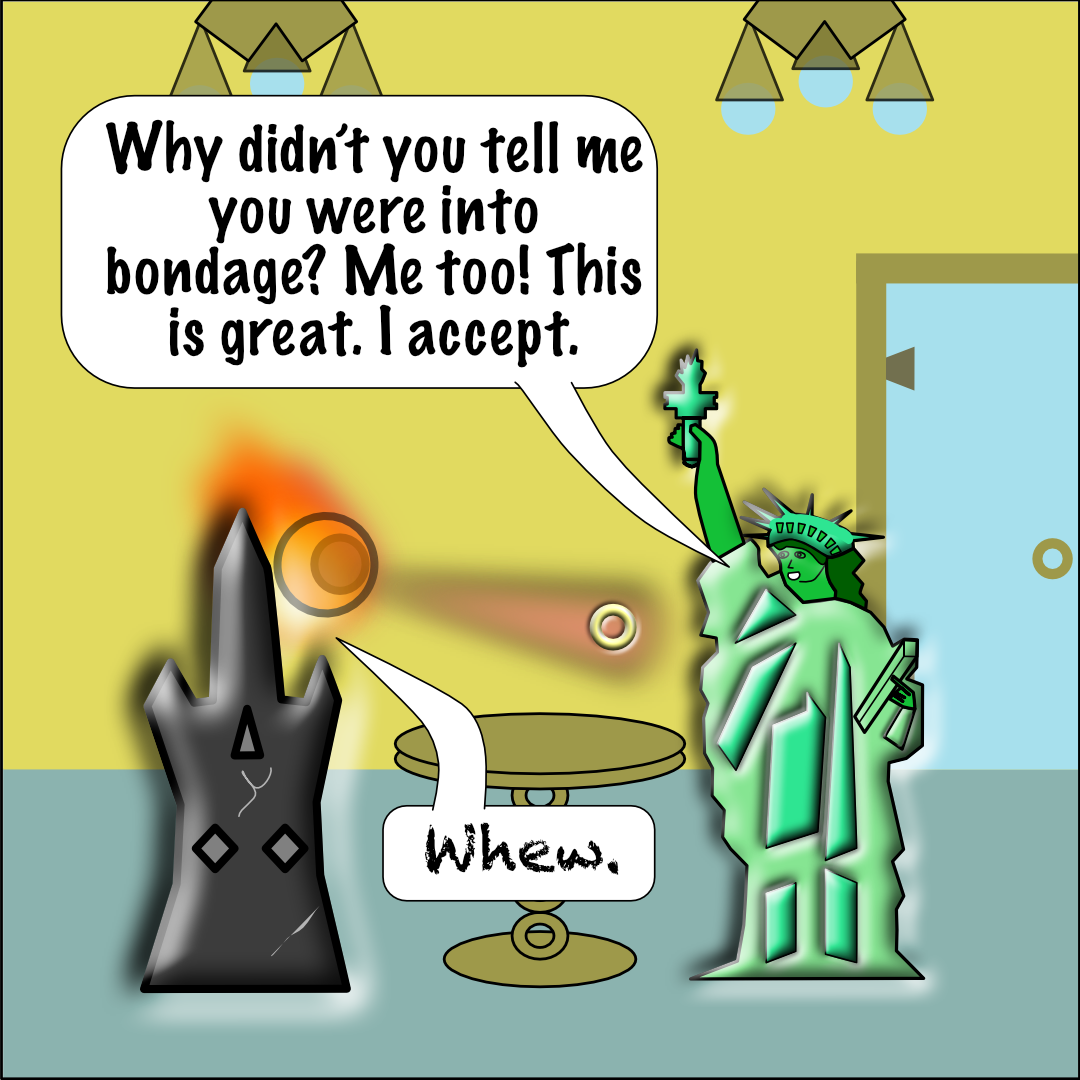 Why didn't you tell me
you were into
bondage? Me too! This
is great. I accept.
Whew.